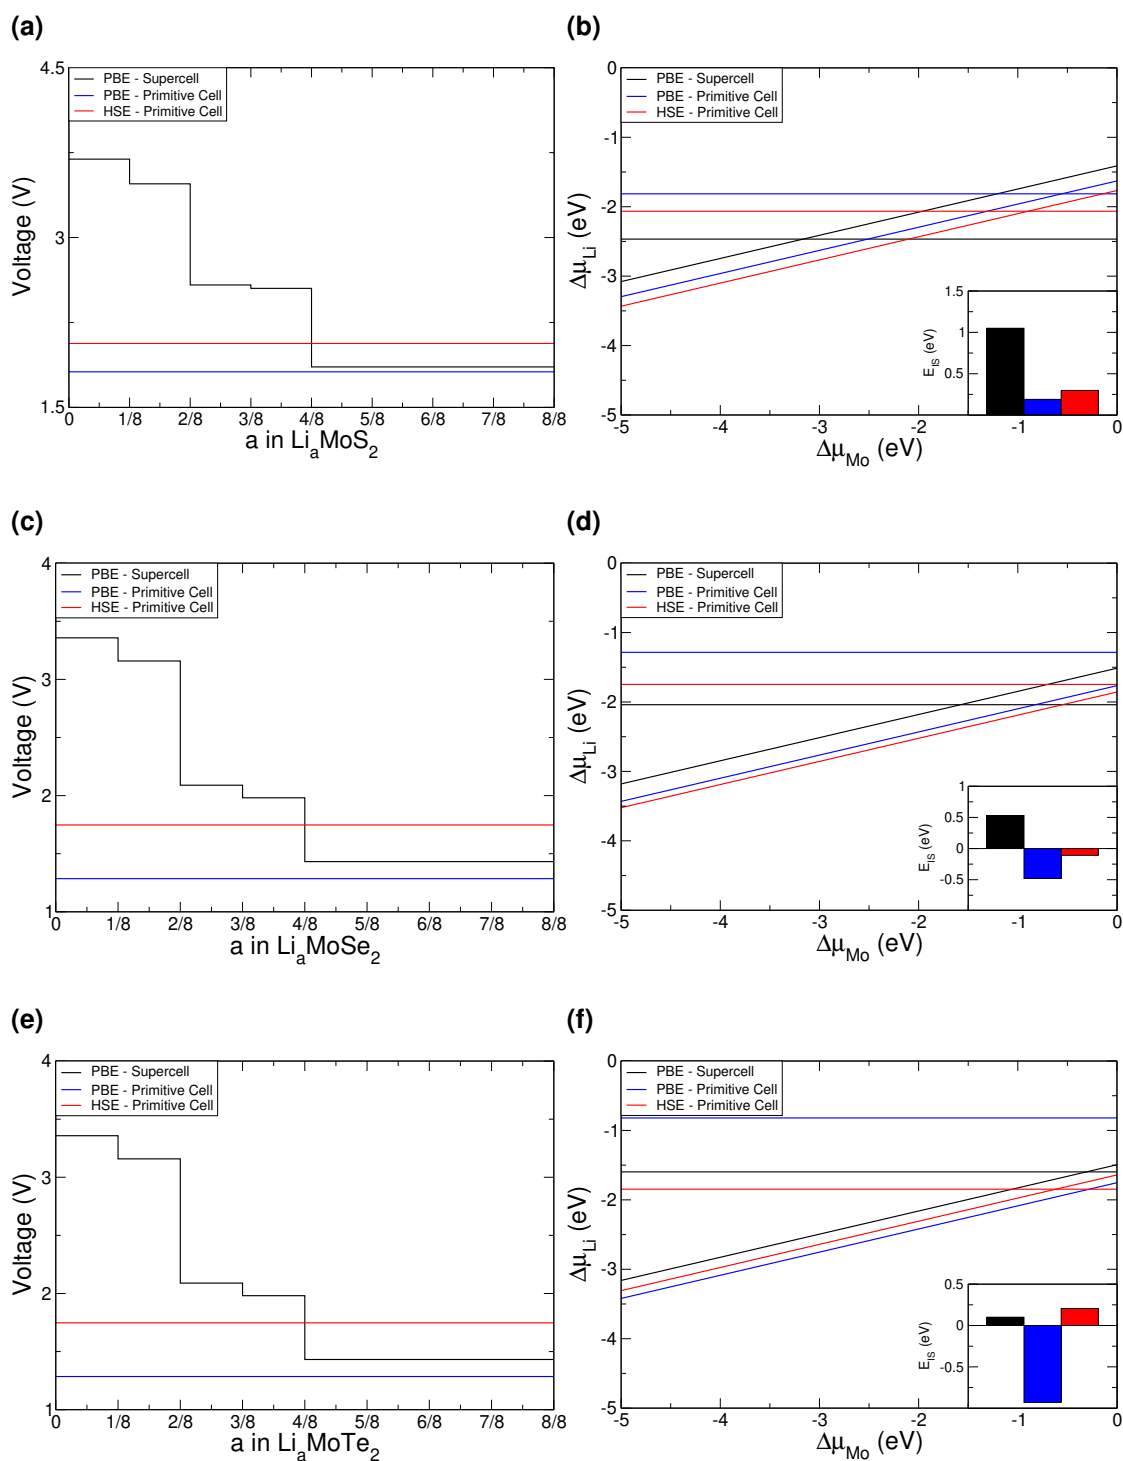 (a)
4.5
3
1.5
Voltage (V)
PBE - Supercell
PBE - Primitive Cell
HSE - Primitive Cell
0 1/8 2/8 3/8 4/8 5/8 6/8 7/8 8/8
a in LiaMoS2
(b)
0
-1
-2
-3
-4
-5
ΔμLi (eV)
PBE - Supercell
PBE - Primitive Cell
HSE - Primitive Cell
1.5
1
0.5
EIS (eV)
-5 -4 -3 -2 -1 0
ΔμMo (eV)
(c)
4
3
2
1
Voltage (V)
PBE - Supercell
PBE - Primitive Cell
HSE - Primitive Cell
0 1/8 2/8 3/8 4/8 5/8 6/8 7/8 8/8
a in LiaMoSe2
(d)
0
-1
-2
-3
-4
-5
ΔμLi (eV)
PBE - Supercell
PBE - Primitive Cell
HSE - Primitive Cell
1
0.5
0
-0.5
EIS (eV)
-5 -4 -3 -2 -1 0
ΔμMo (eV)
(e)
4
3
2
1
Voltage (V)
PBE - Supercell
PBE - Primitive Cell
HSE - Primitive Cell
0 1/8 2/8 3/8 4/8 5/8 6/8 7/8 8/8
a in LiaMoTe2
(f)
0
-1
-2
-3
-4
-5
ΔμLi (eV)
PBE - Supercell
PBE - Primitive Cell
HSE - Primitive Cell
0.5
0
-0.5
EIS (eV)
-5 -4 -3 -2 -1 0
ΔμMo (eV)